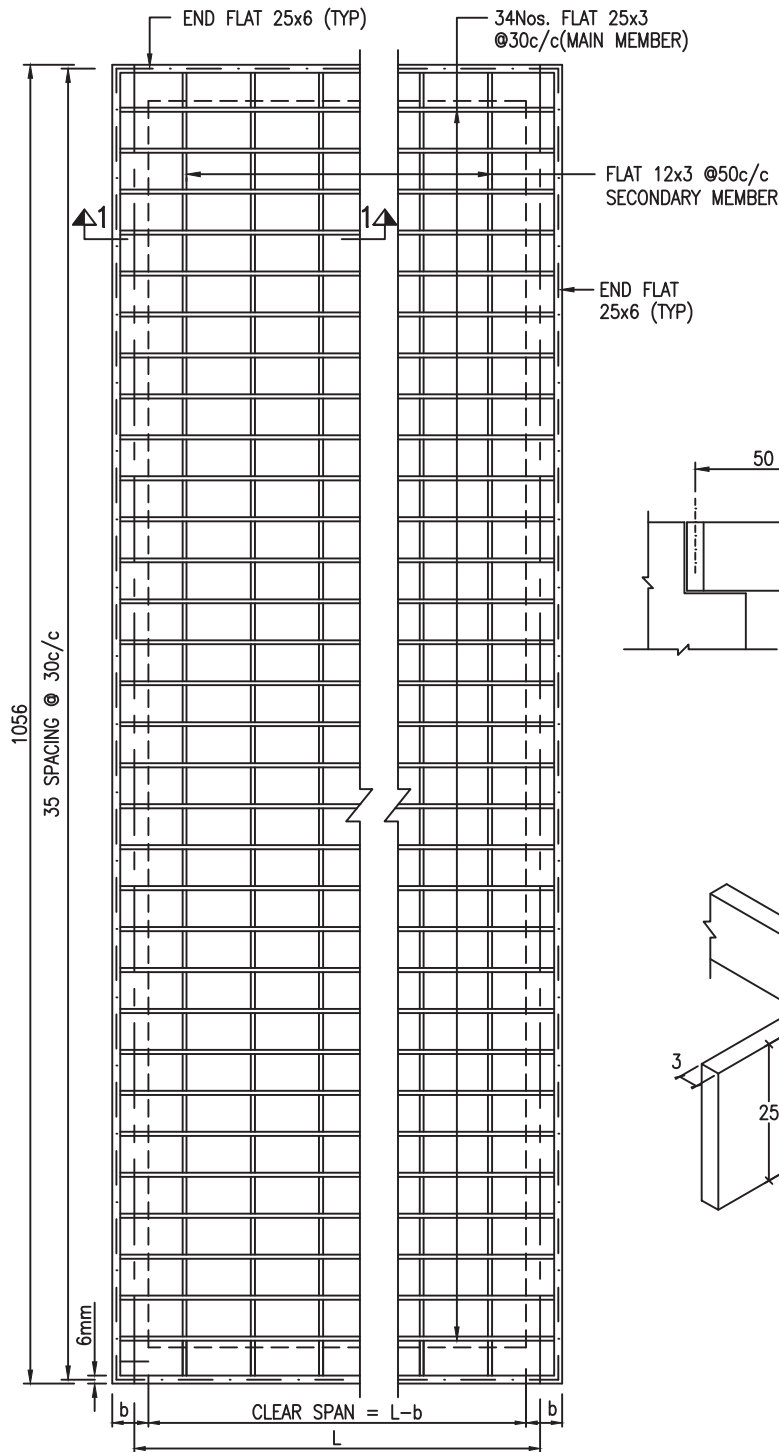 END FLAT 25x6 (TYP)
34Nos. FLAT 25x3
@30c/c(MAIN MEMBER)
FLAT 12x3 @50c/c
SECONDARY MEMBER
1
1
END FLAT
25x6 (TYP)
50
1056
35 SPACING @ 30c/c
3
25
6mm
b
CLEAR SPAN = L-b
b
L